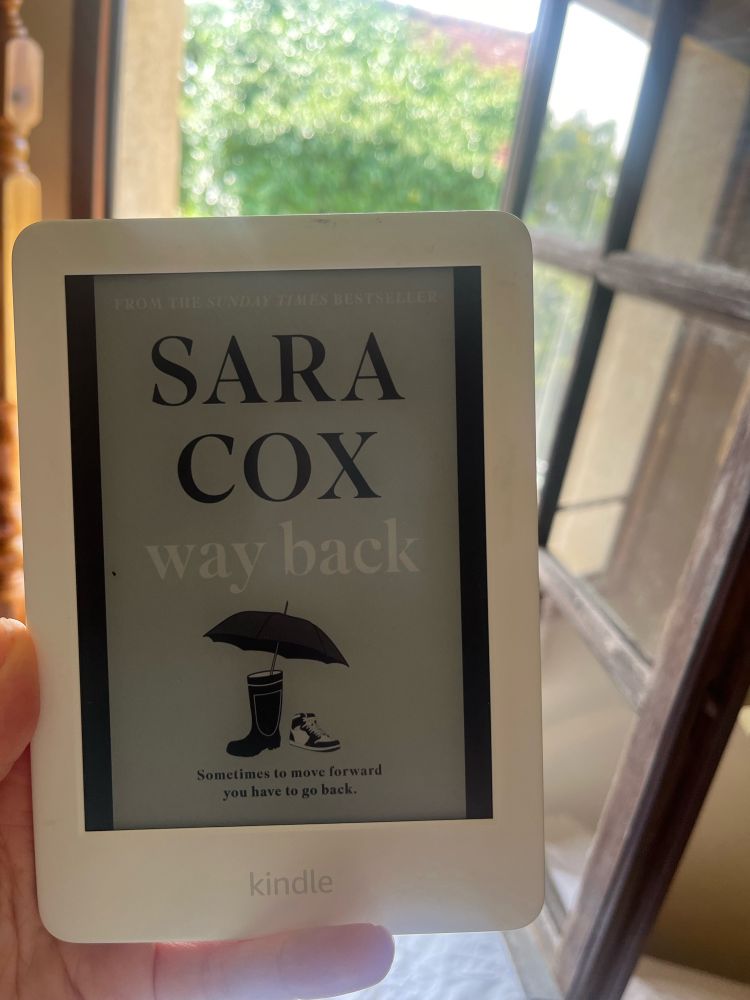 FROM THE SUNDAY TIMES BESTSELLER
SARA
COX
way back
Sometimes to move forward
you have to go back.
kindle